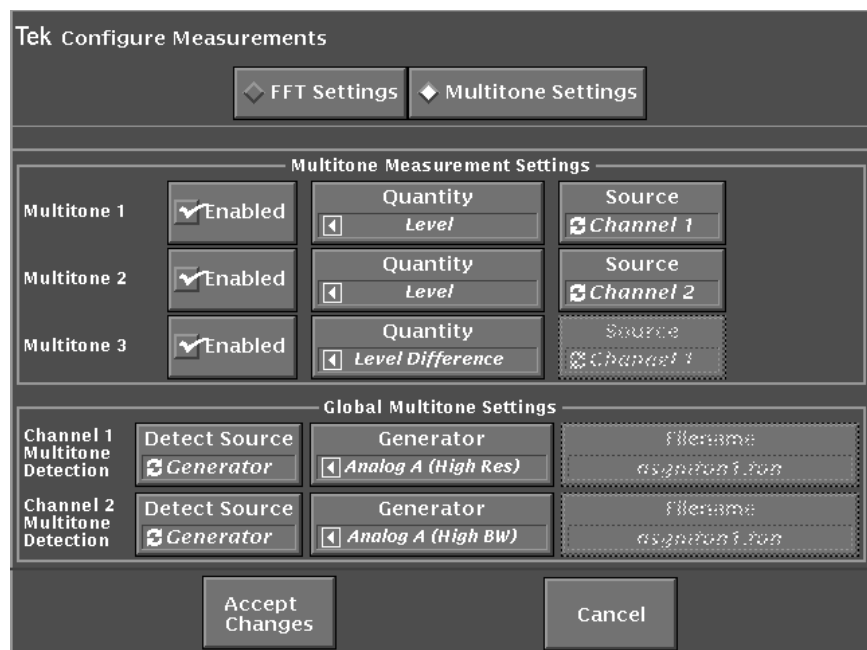 Tek Configure Measurements
FFT Settings
Multitone Settings
Multitone Measurement Settings
Multitone 1
Enabled
Quantity
Level
Source
Channel 1
Multitone 2
Enabled
Quantity
Level
Source
Channel 2
Multitone 3
Enabled
Quantity
Level Difference
Source
Channel 1
Global Multitone Settings
Channel 1
Multitone
Detection
Detect Source
Generator
Generator
Analog A (High Res)
Filename
Channel 2
Multitone
Detection
Detect Source
Generator
Generator
Analog A (High BW)
Filename
Accept
Changes
Cancel